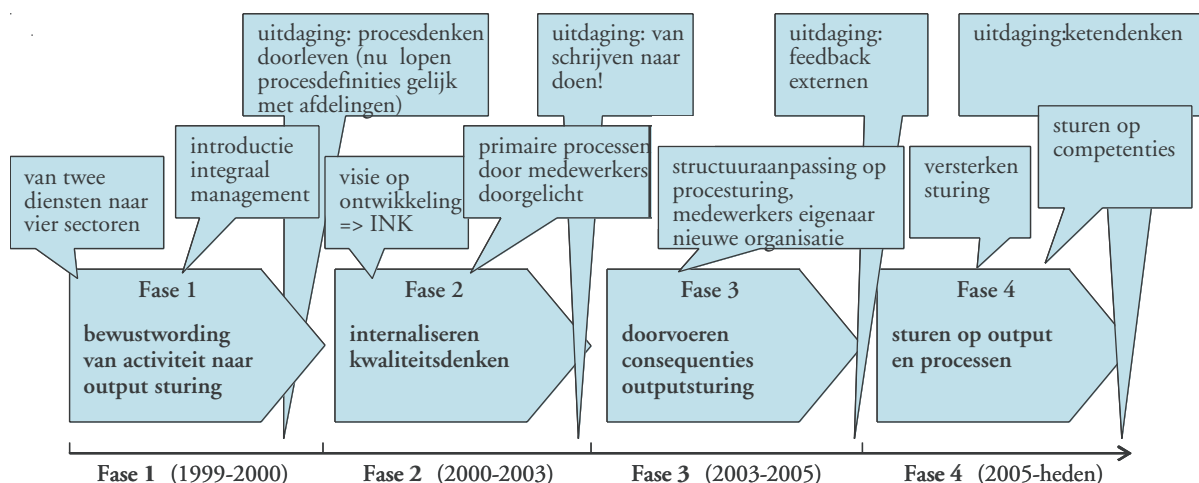 uitdaging: procesdenken
doorleven (nu lopen
procesdefinities gelijk
met afdelingen)
uitdaging: van
schrijven naar
doen!
uitdaging:
feedback
externen
uitdaging:ketendenken
van twee
diensten naar
vier sectoren
introductie
integraal
management
visie op
ontwikkeling
=> INK
primaire processen
door medewerkers
doorgelicht
structuuraanpassing op
procesturing,
medewerkers eigenaar
nieuwe organisatie
versterken
sturing
sturen op
competenties
Fase 1
bewustwording
van activiteit naar
output sturing
Fase 2
internaliseren
kwaliteitsdenken
Fase 3
doorvoeren
consequenties
outputsturing
Fase 4
sturen op output
en processen
Fase 1 (1999-2000)
Fase 2 (2000-2003)
Fase 3 (2003-2005)
Fase 4 (2005-heden)